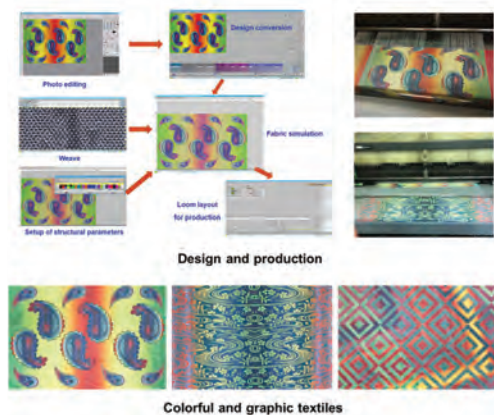 Photo editing
Design conversion
Weave
Fabric simulation
Setup of structural parameters
Loom layout
for production
Design and production
Colorful and graphic textiles